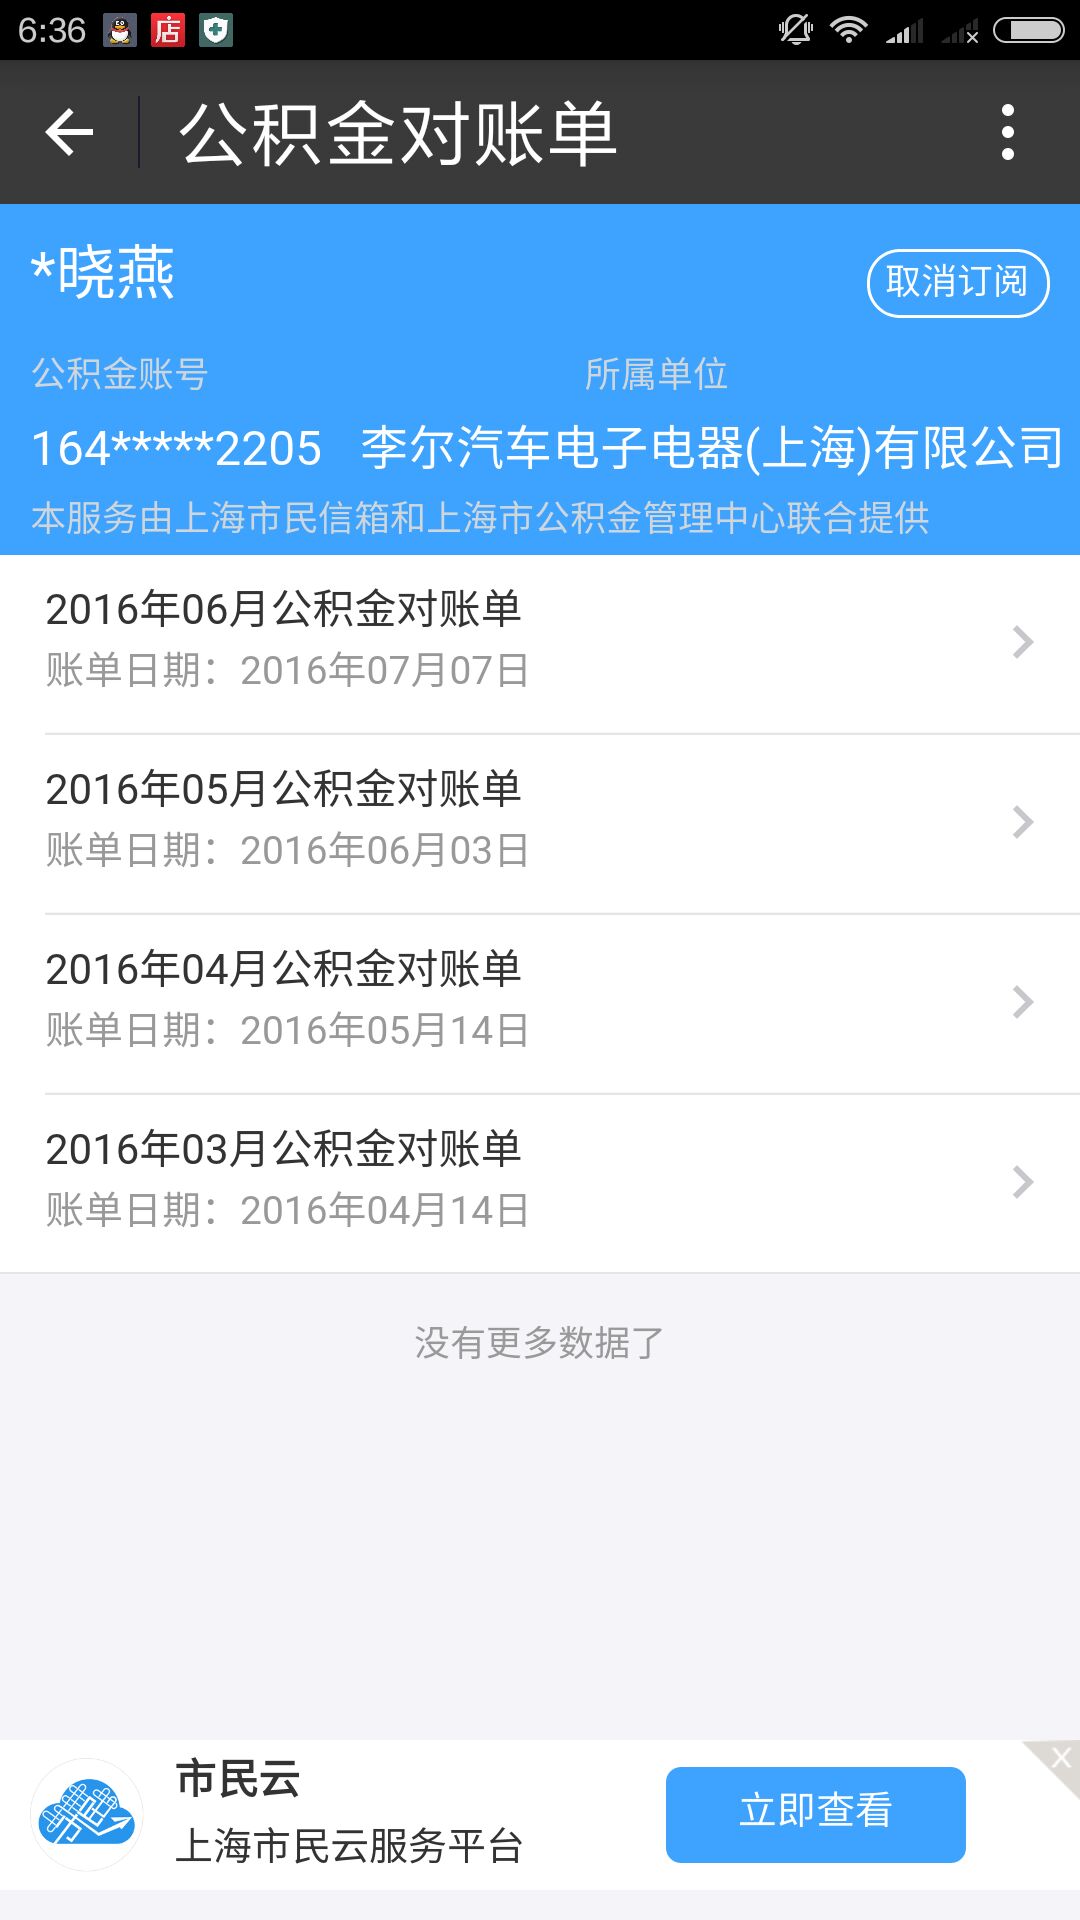 6:36 店
公积金对账单
*晓燕
取消订阅
公积金账号 所属单位
164*****2205 李尔汽车电子电器(上海)有限公司
本服务由上海市民信箱和上海市公积金管理中心联合提供
2016年06月公积金对账单
账单日期：2016年07月07日
2016年05月公积金对账单
账单日期：2016年06月03日
2016年04月公积金对账单
账单日期：2016年05月14日
2016年03月公积金对账单
账单日期：2016年04月14日
没有更多数据了
市民云
上海市民云服务平台
立即查看